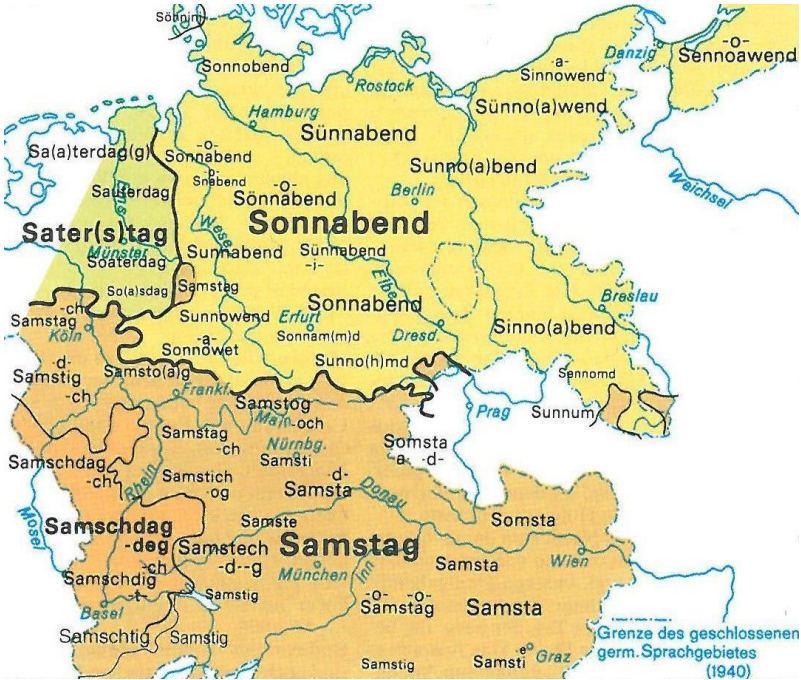 Sönninj
Sonnobend
Rostock
-a-
Sinnowend
Danzig
-o-
Sennoawend
Hamburg
Sünnabend
Sünno(a)wend
Sa(a)terdag(g)
-o-
Sonnabend
-o-
Snabend
Sunno(a)bend
Sauterdag
Ems
-o-
Sönnabend
Berlin
Weichsel
Sater(s)tag
Münster
Weser
Sonnabend
Soaterdag
Sunnabend
Sünnabend
-i-
Elbe
So(a)sdag
Samstag
Sonnabend
Breslau
-ch
Samstag
Köln
Sunnowend
Erfurt
Sonnam(m)d
Dresd.
Sinno(a)bend
-a-
Sonnowet
Sunno(h)md
-d-
Samstig
-ch
Samsto(a)g
Frankf.
Sennomd
Samstog
-och
Main
Prag
Sunnum
Samstag
-ch
Nürnbg.
Samsti
Somsta
-a- -d-
Samschdag
-ch
Rhein
Samstich
-og
-d-
Samsta
Donau
Mosel
Samschdag
-deg
-ch
Samste
Somsta
Samstech
-d--g
Samstag
München
Inn
Samsta
Wien
Samschdig
-t-
Samstig
-o- -o-
Samstag
Samsta
Basel
Samschtig
Samstig
Samstig
-e
Samsti
Graz
Grenze des geschlossenen
germ. Sprachgebietes
(1940)